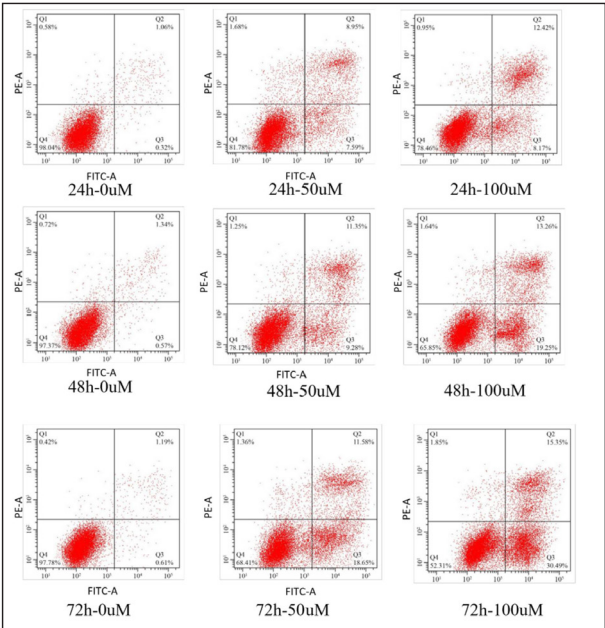 Q1 Q2
0.58% 1.06%
PE-A
Q4 Q3
98.04% 0.32%
FITC-A
24h-0uM
Q1 Q2
1.68% 8.95%
PE-A
Q4 Q3
81.78% 7.59%
FITC-A
24h-50uM
Q1 Q2
0.95% 12.42%
PE-A
Q4 Q3
78.46% 8.17%
FITC-A
24h-100uM
Q1 Q2
0.72% 1.34%
PE-A
Q4 Q3
97.37% 0.57%
FITC-A
48h-0uM
Q1 Q2
1.25% 11.35%
PE-A
Q4 Q3
78.12% 9.28%
FITC-A
48h-50uM
Q1 Q2
1.64% 13.26%
PE-A
Q4 Q3
65.85% 19.25%
48h-100uM
Q1 Q2
0.42% 1.19%
PE-A
Q4 Q3
97.78% 0.61%
FITC-A
72h-0uM
Q1 Q2
1.36% 11.58%
PE-A
Q4 Q3
68.41% 18.65%
FITC-A
72h-50uM
Q1 Q2
1.85% 15.35%
PE-A
Q4 Q3
52.31% 30.49%
FITC-A
72h-100uM